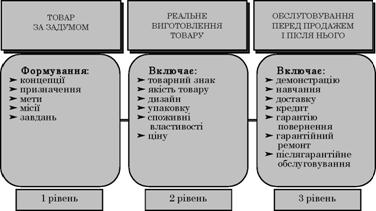 ТОВАР
ЗА ЗАДУМОМ
Формування:
➤ концепції
➤ призначення
➤ мети
➤ місії
➤ завдань
1 рівень
РЕАЛЬНЕ
ВИГОТОВЛЕННЯ
ТОВАРУ
Включає:
➤ товарний знак
➤ якість товару
➤ дизайн
➤ упаковку
➤ споживні
властивості
➤ ціну
2 рівень
ОБСЛУГОВУВАННЯ
ПЕРЕД ПРОДАЖЕМ
І ПІСЛЯ НЬОГО
Включає:
➤ демонстрацію
➤ навчання
➤ доставку
➤ кредит
➤ гарантію
повернення
➤ гарантійний
ремонт
➤ післягарантійне
обслуговування
3 рівень